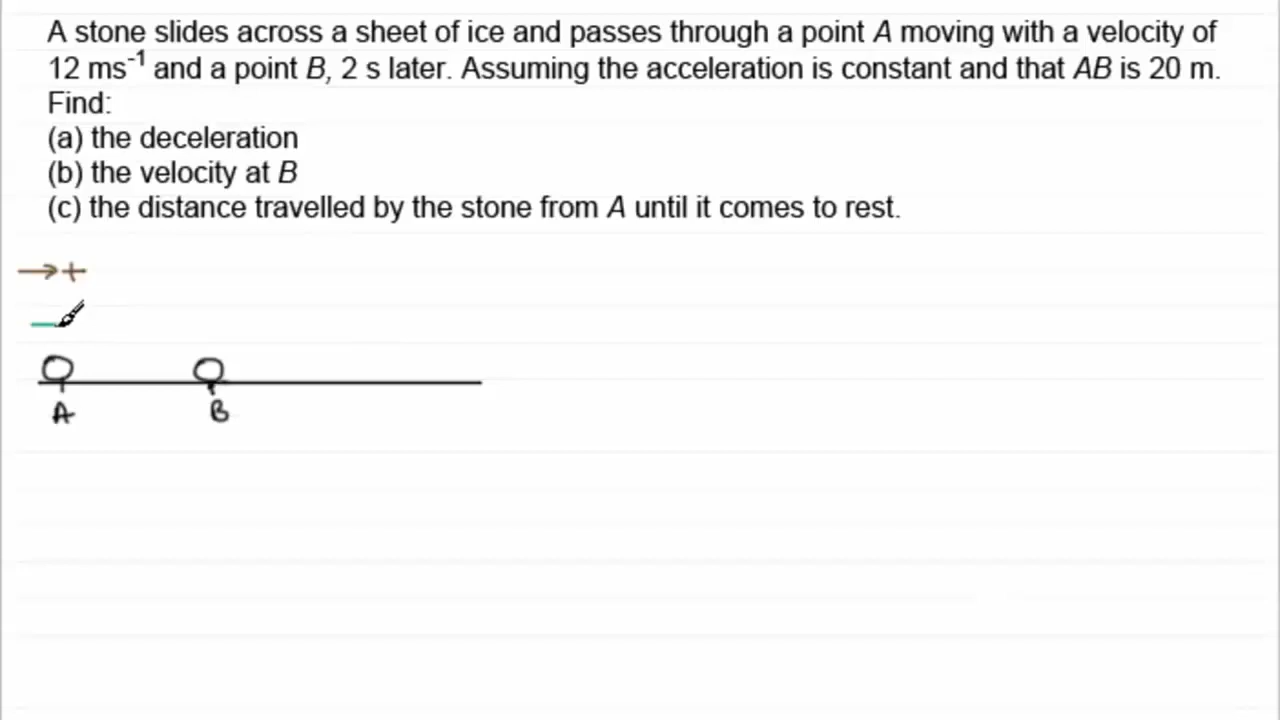 A stone slides across a sheet of ice and passes through a point A moving with a velocity of
12 ms⁻¹ and a point B, 2 s later. Assuming the acceleration is constant and that AB is 20 m.
Find:
(a) the deceleration
(b) the velocity at B
(c) the distance travelled by the stone from A until it comes to rest.
→+
A B